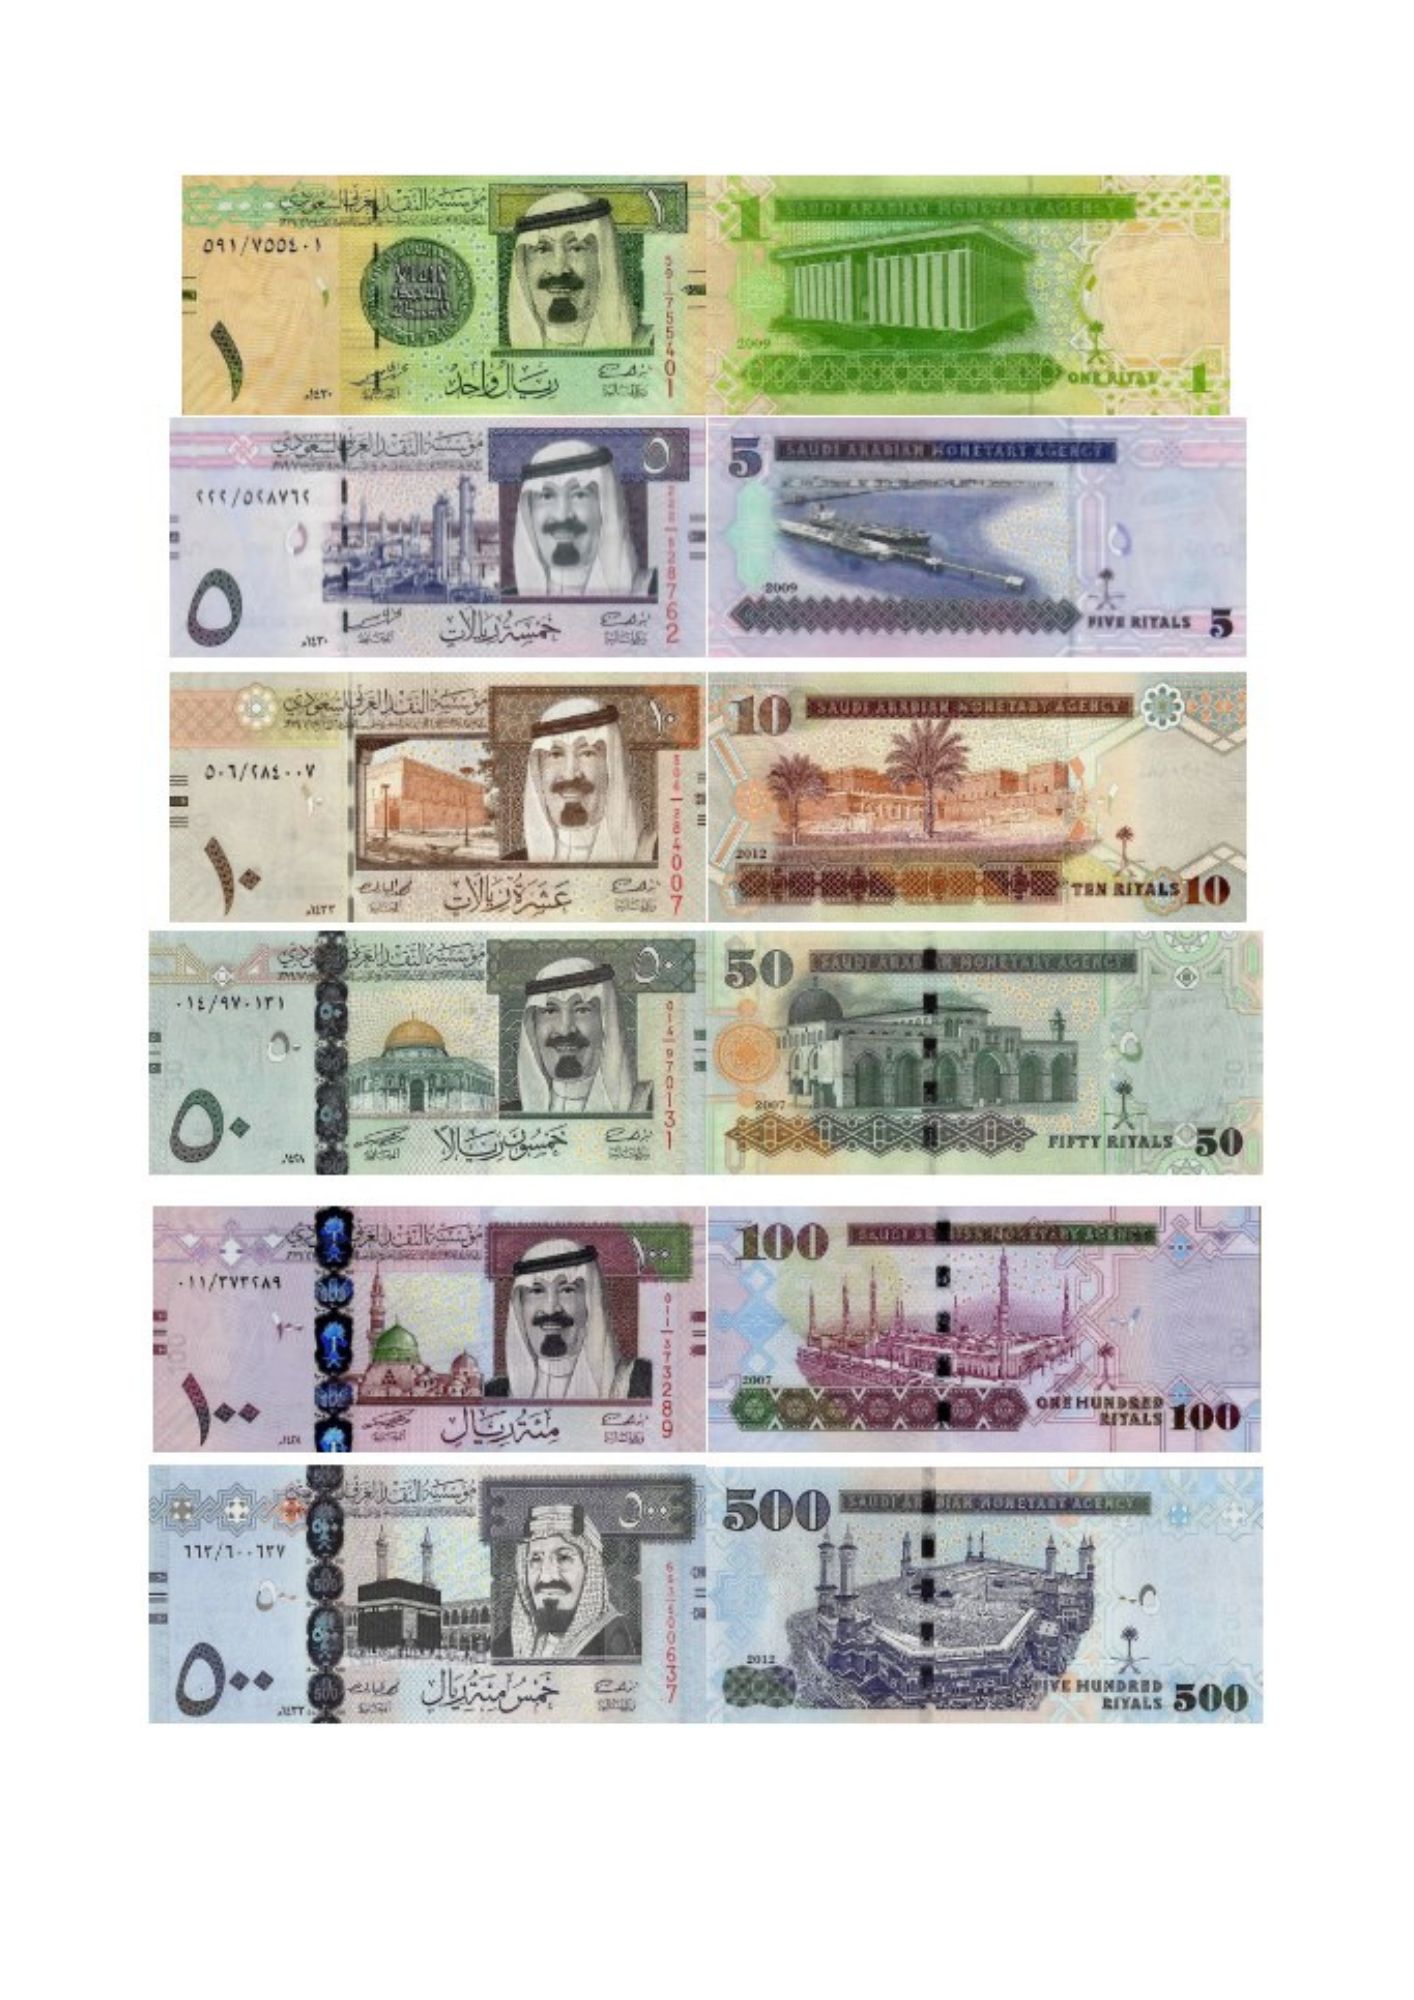 مؤسسة النقد العربي السعودي
١
٥٩١/٧٥٥٤٠١
591/755401
١
١٤٣٠هـ
ريال واحد
1
SAUDI ARABIAN MONETARY AGENCY
2009
ONE RIYAL 1
مؤسسة النقد العربي السعودي
٥
٢٢٢/٥٢٨٧٦٢
222/528762
٥
١٤٣٠هـ
خمسة ريالات
5
SAUDI ARABIAN MONETARY AGENCY
2009
FIVE RIYALS 5
مؤسسة النقد العربي السعودي
١٠
٥٠٦/٢٨٤٠٠٧
506/284007
١٠
١٤٣٣هـ
عشرة ريالات
10
SAUDI ARABIAN MONETARY AGENCY
2012
TEN RIYALS 10
مؤسسة النقد العربي السعودي
٥٠
٠١٤/٩٧٠١٣١
014/970131
٥٠
١٤٢٨هـ
خمسون ريالا
50
SAUDI ARABIAN MONETARY AGENCY
2007
FIFTY RIYALS 50
مؤسسة النقد العربي السعودي
١٠٠
٠١١/٣٧٣٢٨٩
011/373289
١٠٠
١٤٢٨هـ
مئة ريال
100
SAUDI ARABIAN MONETARY AGENCY
2007
ONE HUNDRED
RIYALS 100
مؤسسة النقد العربي السعودي
٥٠٠
٦٦٣/٦٠٠٦٣٧
663/600637
500
500
٥٠٠
١٤٣٣هـ
خمس مئة ريال
500
SAUDI ARABIAN MONETARY AGENCY
2012
FIVE HUNDRED
RIYALS 500